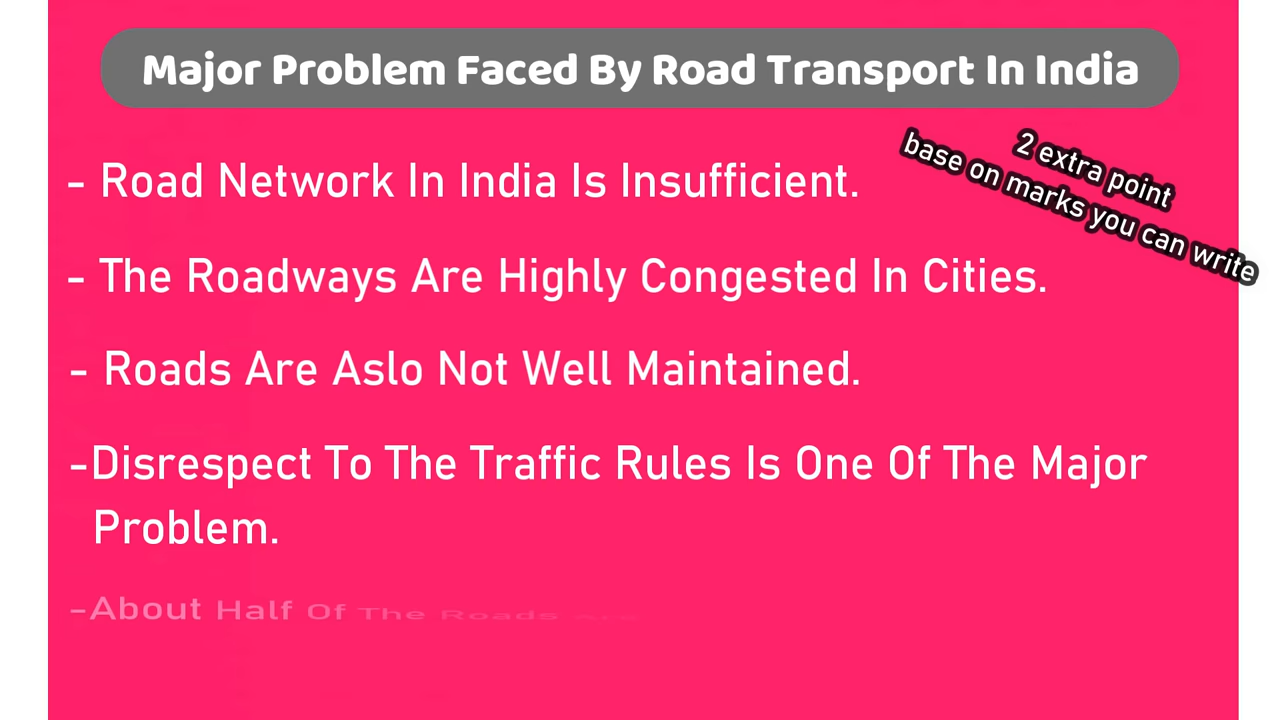 Major Problem Faced By Road Transport In India
2 extra point
base on marks you can write
- Road Network In India Is Insufficient.
- The Roadways Are Highly Congested In Cities.
- Roads Are Aslo Not Well Maintained.
-Disrespect To The Traffic Rules Is One Of The Major
Problem.
-About Half Of The Roads